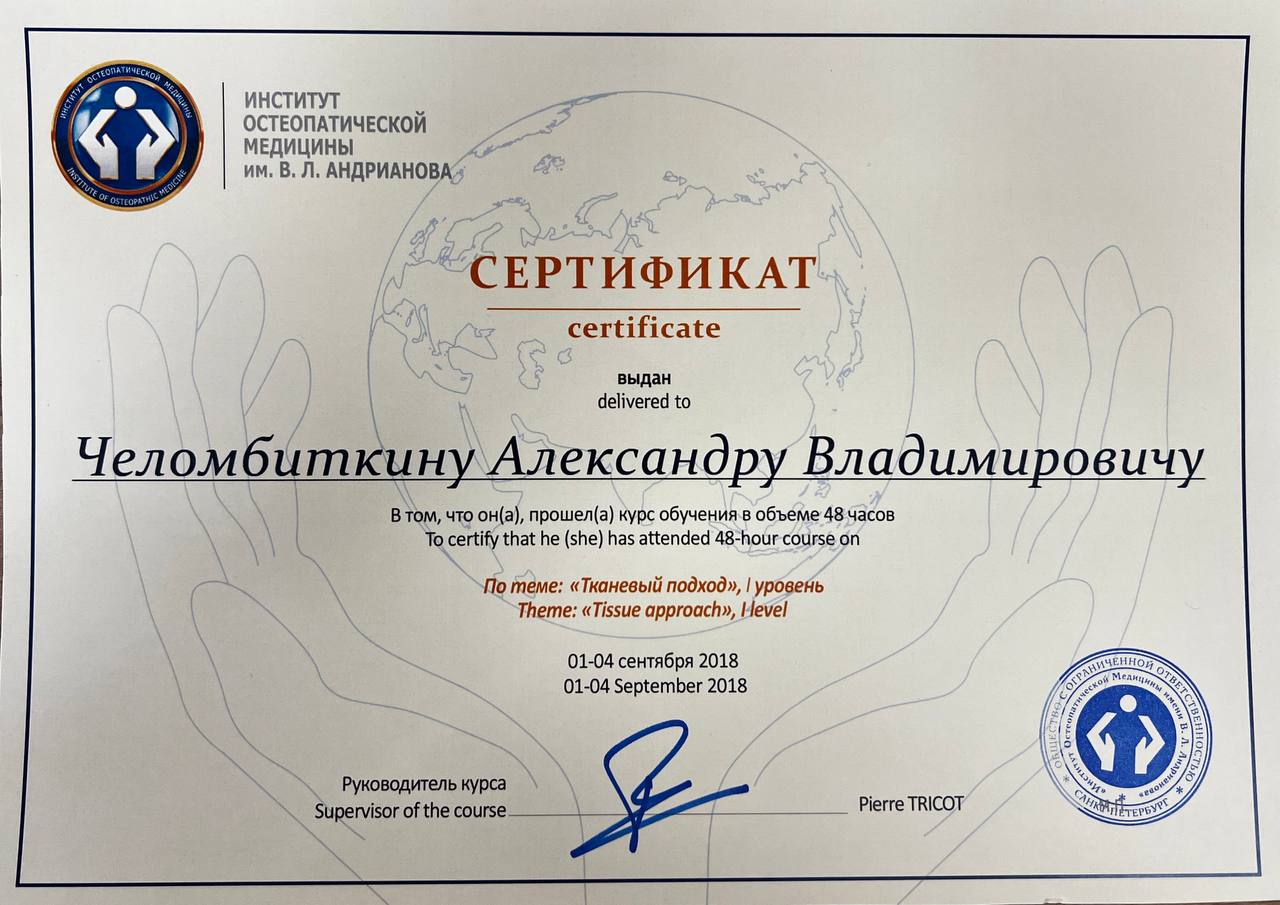 ИНСТИТУТ ОСТЕОПАТИЧЕСКОЙ МЕДИЦИНЫ
INSTITUTE OF OSTEOPATHIC MEDICINE
ИНСТИТУТ
ОСТЕОПАТИЧЕСКОЙ
МЕДИЦИНЫ
им. В. Л. АНДРИАНОВА
СЕРТИФИКАТ
certificate
выдан
delivered to
Челомбиткину Александру Владимировичу
В том, что он(а), прошел(а) курс обучения в объеме 48 часов
To certify that he (she) has attended 48-hour course on
По теме: «Тканевый подход», I уровень
Theme: «Tissue approach», I level
01-04 сентября 2018
01-04 September 2018
Руководитель курса
Supervisor of the course
Pierre TRICOT
ОБЩЕСТВО С ОГРАНИЧЕННОЙ ОТВЕТСТВЕННОСТЬЮ
* САНКТ-ПЕТЕРБУРГ *
«Институт Остеопатической Медицины имени В. Л. Андрианова» *
М.П.